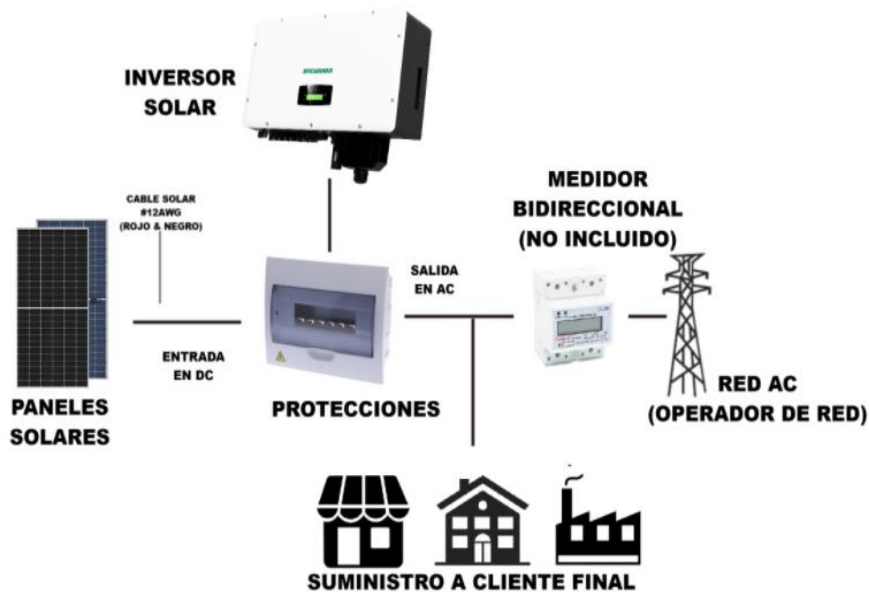 SYLVANIA
INVERSOR
SOLAR
CABLE SOLAR
#12AWG
(ROJO & NEGRO)
MEDIDOR
BIDIRECCIONAL
(NO INCLUIDO)
SALIDA
EN AC
ENTRADA
EN DC
PANELES
SOLARES
PROTECCIONES
RED AC
(OPERADOR DE RED)
SUMINISTRO A CLIENTE FINAL